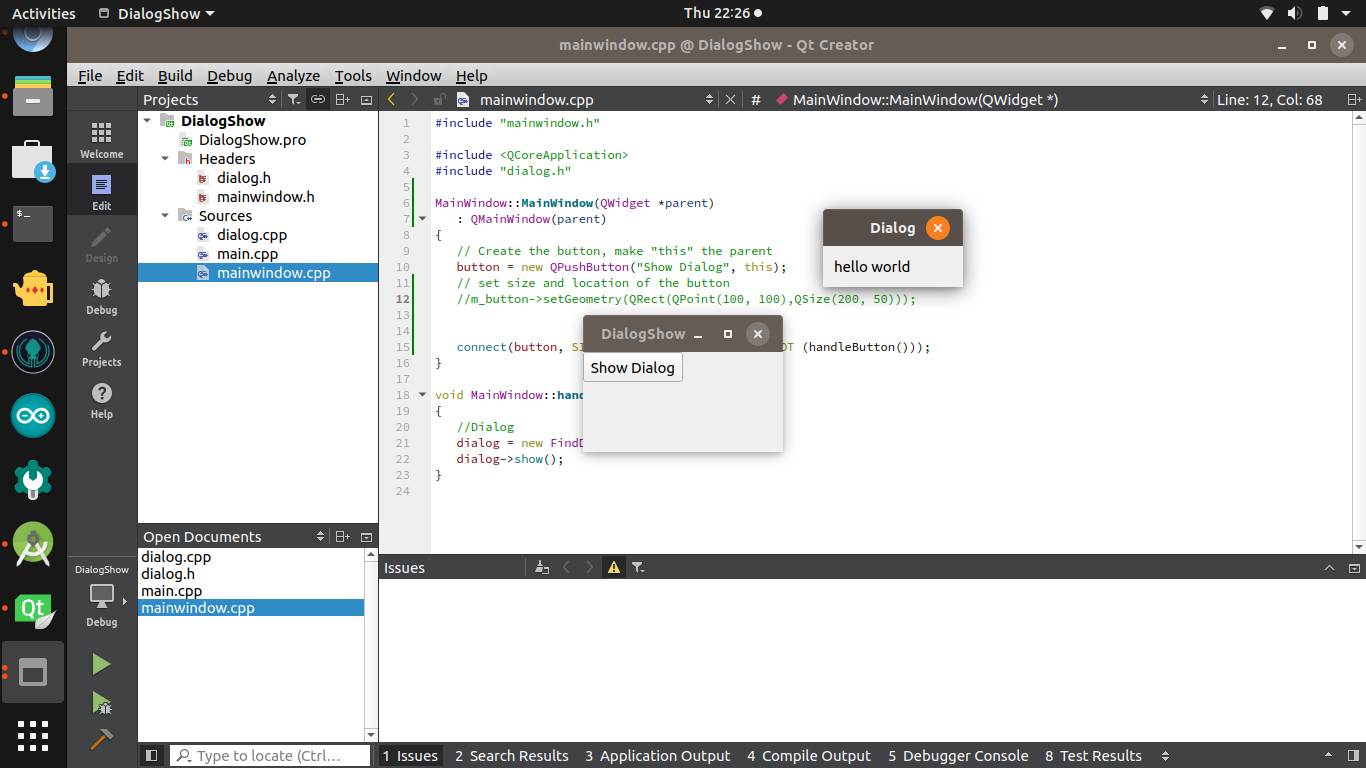 Activities DialogShow Thu 22:26
mainwindow.cpp @ DialogShow - Qt Creator
File Edit Build Debug Analyze Tools Window Help
Projects
mainwindow.cpp
# MainWindow::MainWindow(QWidget *)
Line: 12, Col: 68
Welcome
Edit
Design
Debug
Projects
Help
DialogShow
Debug
DialogShow
DialogShow.pro
Headers
dialog.h
mainwindow.h
Sources
dialog.cpp
main.cpp
mainwindow.cpp
Open Documents
dialog.cpp
dialog.h
main.cpp
mainwindow.cpp
1 #include "mainwindow.h"
2
3 #include <QCoreApplication>
4 #include "dialog.h"
5
6 MainWindow::MainWindow(QWidget *parent)
7 : QMainWindow(parent)
8 {
9 // Create the button, make "this" the parent
10 button = new QPushButton("Show Dialog", this);
11 // set size and location of the button
12 //m_button->setGeometry(QRect(QPoint(100, 100),QSize(200, 50)));
13
14
15 connect(button, (handleButton()));
16 }
17
18 void MainWindow::
19 {
20 //Dialog
21 dialog = new
22 dialog->show();
23 }
24
Dialog
hello world
DialogShow
Show Dialog
Issues
Type to locate (Ctrl...
1 Issues 2 Search Results 3 Application Output 4 Compile Output 5 Debugger Console 8 Test Results